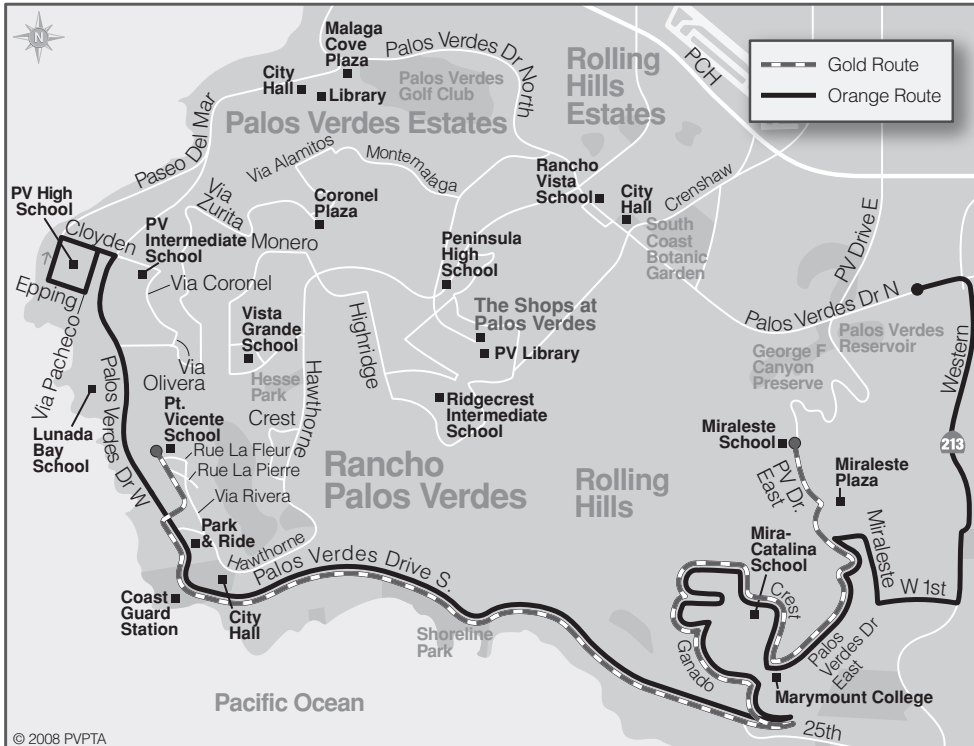 Malaga
Cove
Plaza
Palos Verdes Dr North
City
Hall
Library
Palos Verdes
Golf Club
Rolling
Hills
Estates
PCH
Gold Route
Orange Route
Palos Verdes Estates
Paseo Del Mar
Via Alamitos
Montemalaga
Rancho
Vista
School
City
Hall
Crenshaw
PV High
School
Cloyden
PV
Intermediate
School
Via
Zurita
Coronel
Plaza
Monero
Peninsula
High
School
South
Coast
Botanic
Garden
PV Drive E
Epping
Via Coronel
Via Pacheco
Palos Verdes Dr W
Vista
Grande
School
Highridge
The Shops at
Palos Verdes
PV Library
Palos Verdes Dr N
Palos Verdes
Reservoir
George F
Canyon
Preserve
Western
213
Via
Olivera
Hesse
Park
Hawthorne
Crest
Ridgecrest
Intermediate
School
Lunada
Bay
School
Pt.
Vicente
School
Rue La Fleur
Rue La Pierre
Via Rivera
Rancho
Palos Verdes
Rolling
Hills
Miraleste
School
PV Dr.
East
Miraleste
Plaza
Park
& Ride
Hawthorne
Palos Verdes Drive S.
Mira-
Catalina
School
Crest
Miraleste
W 1st
Coast
Guard
Station
City
Hall
Shoreline
Park
Ganado
Palos
Verdes Dr
East
Marymount College
25th
Pacific Ocean
© 2008 PVPTA